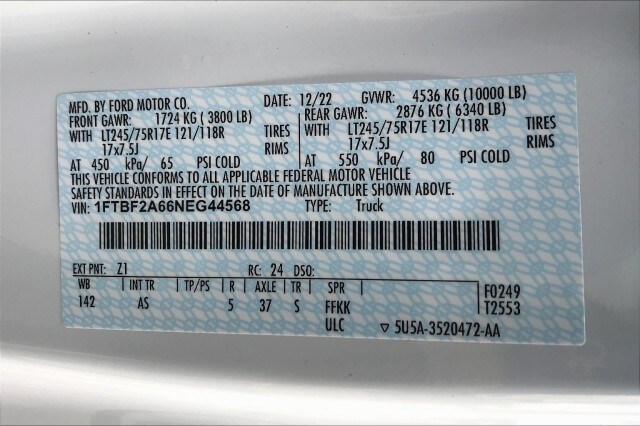 MFD. BY FORD MOTOR CO. DATE: 12/22 GVWR: 4536 KG (10000 LB)
FRONT GAWR: 1724 KG ( 3800 LB) REAR GAWR: 2876 KG ( 6340 LB)
WITH LT245/75R17E 121/118R TIRES WITH LT245/75R17E 121/118R TIRES
17x7.5J RIMS 17x7.5J RIMS
AT 450 kPa/ 65 PSI COLD AT 550 kPa/ 80 PSI COLD
THIS VEHICLE CONFORMS TO ALL APPLICABLE FEDERAL MOTOR VEHICLE
SAFETY STANDARDS IN EFFECT ON THE DATE OF MANUFACTURE SHOWN ABOVE.
VIN: 1FTBF2A66NEG44568 TYPE: Truck
EXT PNT: Z1 RC: 24 DSO:
WB INT TR TP/PS R AXLE TR SPR F0249
142 AS 5 37 S FFKK T2553
ULC ▽ 5U5A-3520472-AA